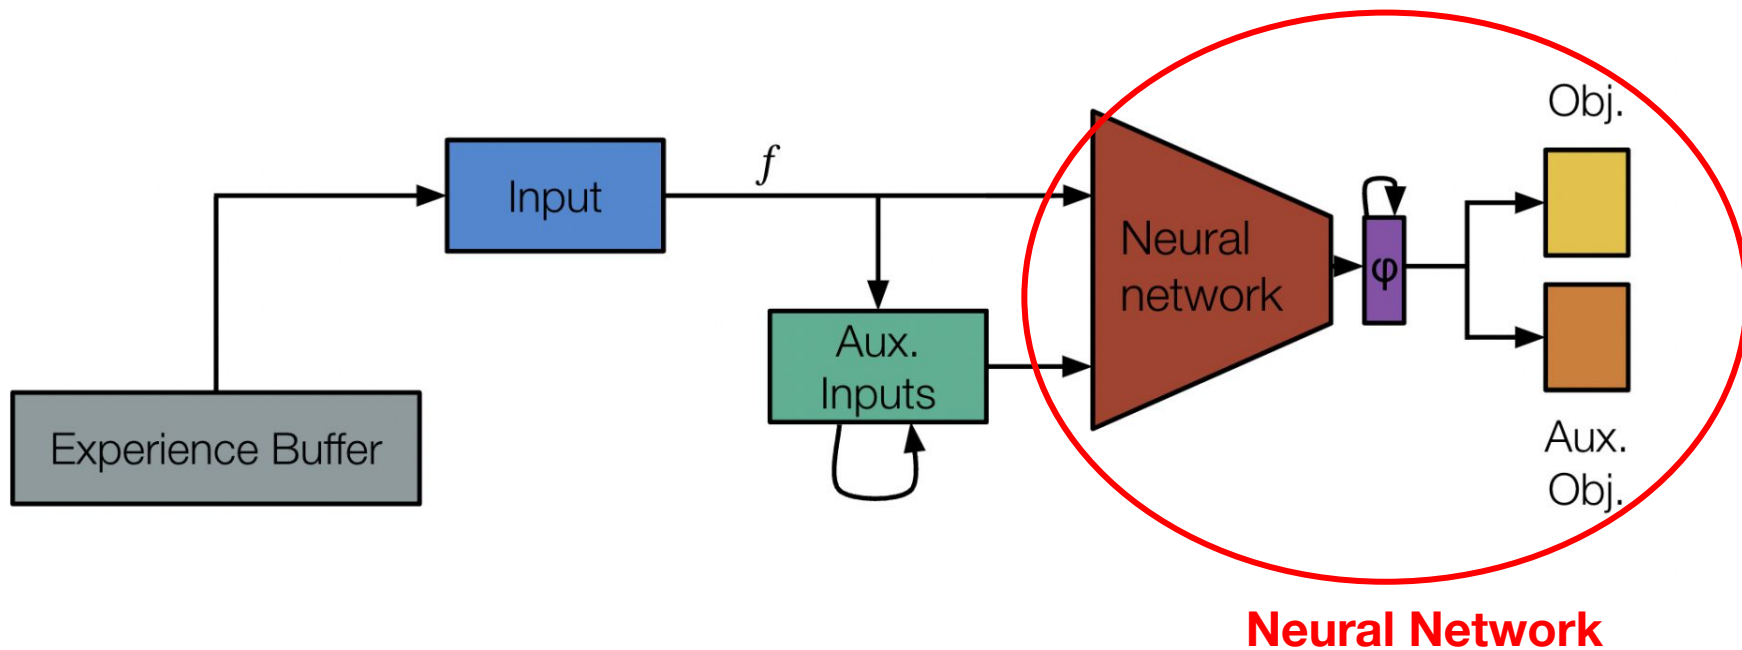 Obj.
f
Input
Neural
network
φ
Aux.
Inputs
Experience Buffer
Aux.
Obj.
Neural Network